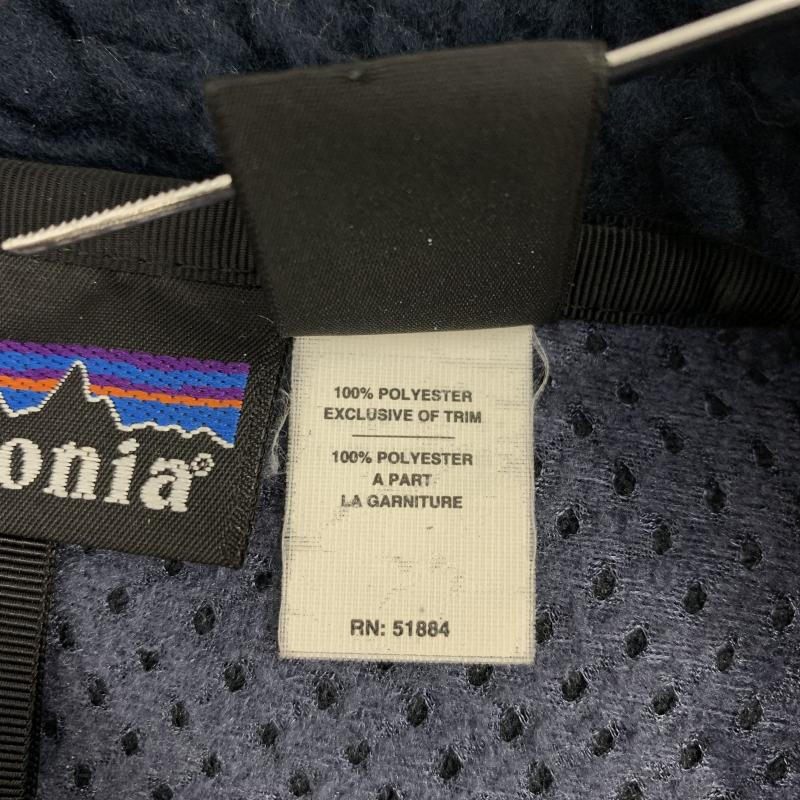 onia®
100% POLYESTER
EXCLUSIVE OF TRIM
100% POLYESTER
A PART
LA GARNITURE
RN: 51884